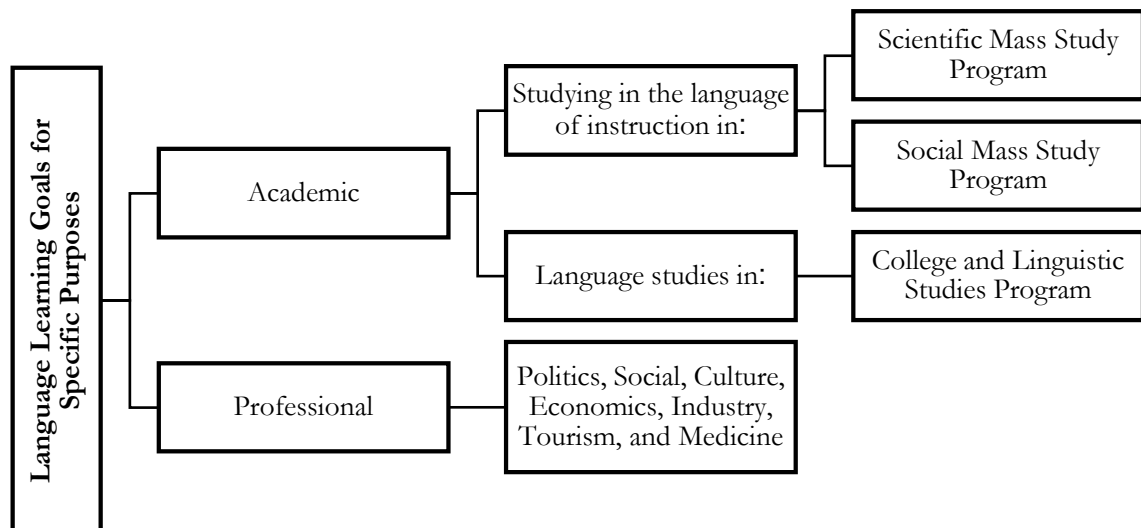 Language Learning Goals for
Specific Purposes
Academic
Studying in the language
of instruction in:
Scientific Mass Study
Program
Social Mass Study
Program
Language studies in:
College and Linguistic
Studies Program
Professional
Politics, Social, Culture,
Economics, Industry,
Tourism, and Medicine